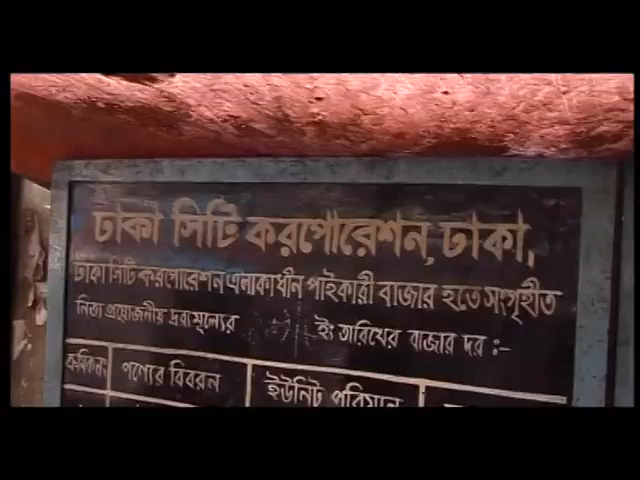 ঢাকা সিটি করপোরেশন, ঢাকা,
ঢাকা সিটি করপোরেশন এলাকাধীন পাইকারী বাজার হতে সংগৃহীত
নিত্য প্রয়োজনীয় দ্রব্যমূল্যের ইং তারিখের বাজার দর :-
ক্রমিক নং পণ্যের বিবরন ইউনিট পরিমান